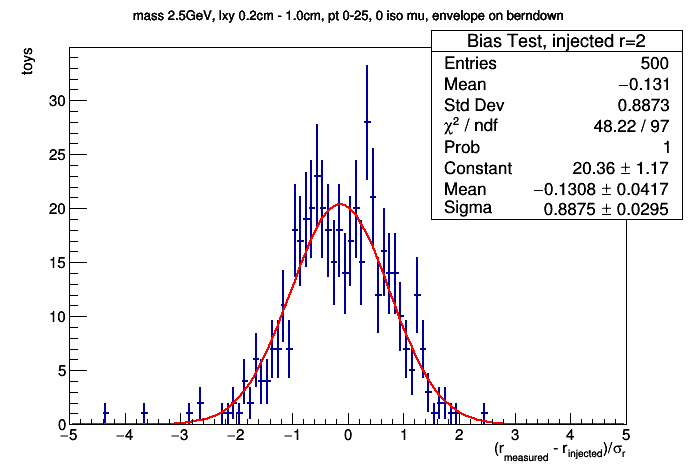 mass 2.5GeV, lxy 0.2cm - 1.0cm, pt 0-25, 0 iso mu, envelope on berndown
Bias Test, injected r=2
Entries 500
Mean −0.131
Std Dev 0.8873
χ² / ndf 48.22 / 97
Prob 1
Constant 20.36 ± 1.17
Mean −0.1308 ± 0.0417
Sigma 0.8875 ± 0.0295
toys
30
25
20
15
10
5
0
−5 −4 −3 −2 −1 0 1 2 3 4 5
(r_measured - r_injected)/σ_r